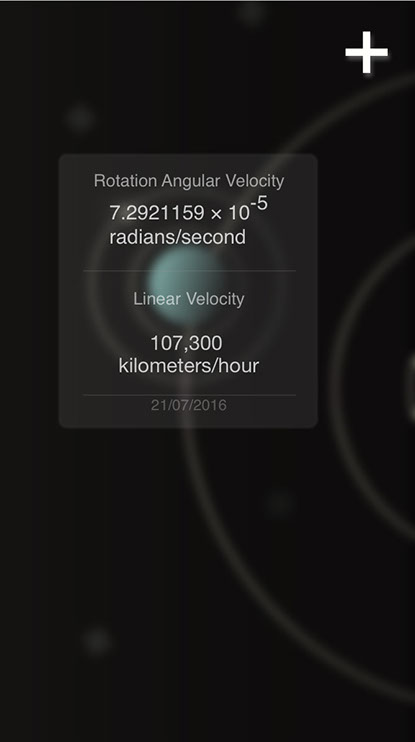 Rotation Angular Velocity
7.2921159 × 10^-5
radians/second
Linear Velocity
107,300
kilometers/hour
21/07/2016